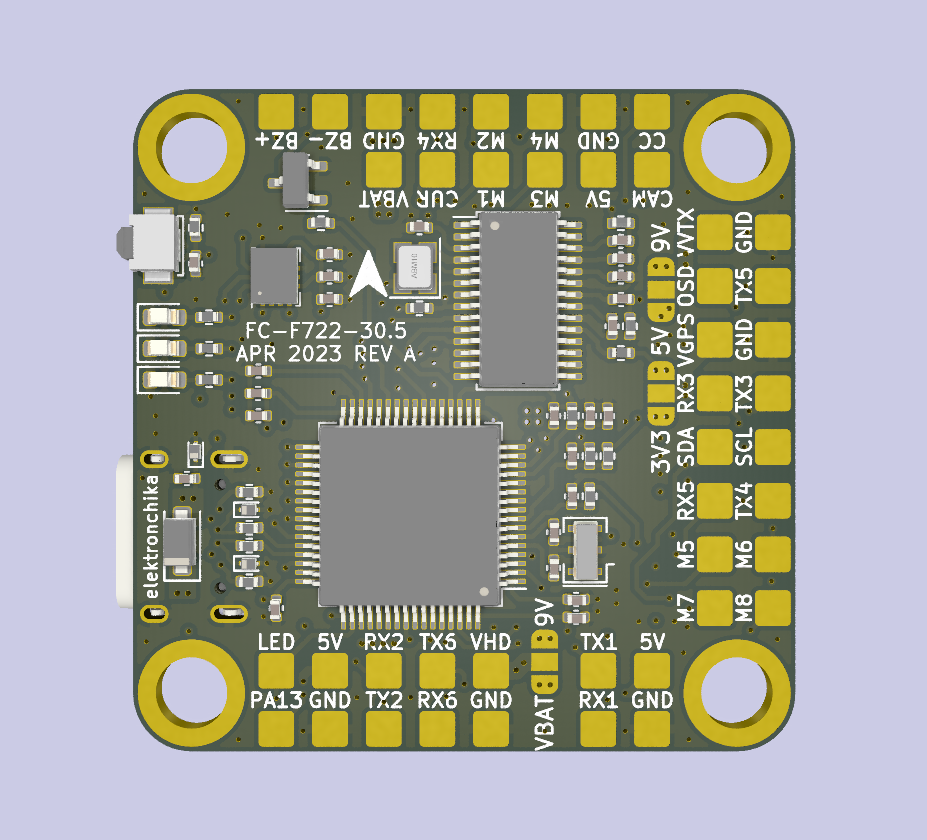 BZ+ BZ- GND RX4 M2 M4 GND CC
VBAT CUR M1 M3 5V CAM
9V VVTX GND
OSD TX5
5V VGPS GND
RX3 TX3
3V3 SDA SCL
RX5 TX4
M5 M6
M7 M8
FC-F722-30.5
APR 2023 REV A
elektronchika
9V
LED 5V RX2 TX6 VHD TX1 5V
PA13 GND TX2 RX6 GND RX1 GND
VBAT